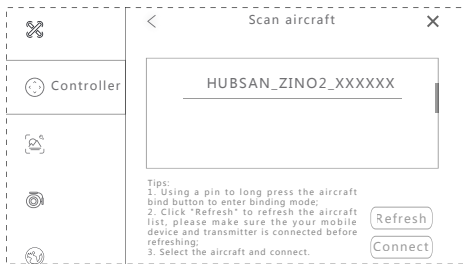 Scan aircraft
Controller
HUBSAN_ZINO2_XXXXXX
Tips:
1. Using a pin to long press the aircraft
bind button to enter binding mode;
2. Click "Refresh" to refresh the aircraft
list, please make sure the your mobile
device and transmitter is connected before
refreshing;
3. Select the aircraft and connect.
Refresh
Connect